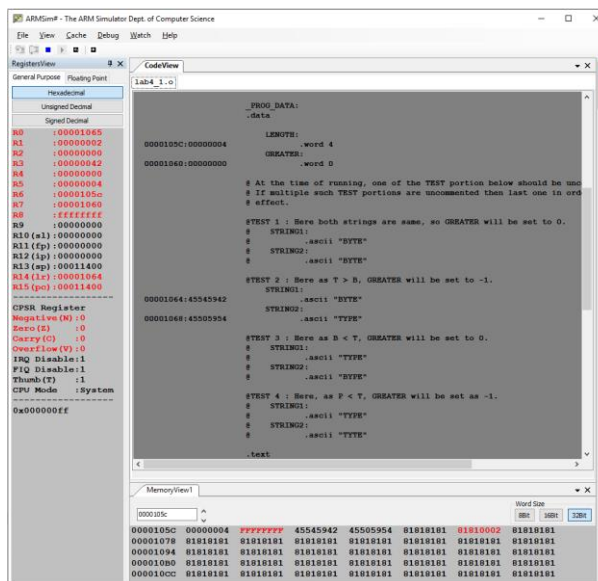 ARMSim# - The ARM Simulator Dept. of Computer Science
File View Cache Debug Watch Help
RegistersView
General Purpose Floating Point
Hexadecimal
Unsigned Decimal
Signed Decimal
R0 :00001065
R1 :00000002
R2 :00000000
R3 :00000042
R4 :00000000
R5 :00000004
R6 :0000105c
R7 :00001060
R8 :ffffffff
R9 :00000000
R10(sl):00000000
R11(fp):00000000
R12(ip):00000000
R13(sp):00011400
R14(lr):00001064
R15(pc):00011400
CPSR Register
Negative(N):0
Zero(Z) :0
Carry(C) :0
Overflow(V):0
IRQ Disable:1
FIQ Disable:1
Thumb(T) :1
CPU Mode :System
0x000000ff
CodeView
lab4_1.o
_PROG_DATA:
.data
LENGTH:
0000105C:00000004 .word 4
GREATER:
00001060:00000000 .word 0
@ At the time of running, one of the TEST portion below should be unc
@ If multiple such TEST portions are uncommented then last one in ord
@ effect.
@TEST 1 : Here both strings are same, so GREATER will be set to 0.
@ STRING1:
@ .ascii "BYTE"
@ STRING2:
@ .ascii "BYTE"
@TEST 2 : Here as T > B, GREATER will be set to -1.
STRING1:
00001064:45545942 .ascii "BYTE"
STRING2:
00001068:45505954 .ascii "TYPE"
@TEST 3 : Here as B < T, GREATER will be set to 0.
@ STRING1:
@ .ascii "TYPE"
@ STRING2:
@ .ascii "BYPE"
@TEST 4 : Here, as P < T, GREATER will be set as -1.
@ STRING1:
@ .ascii "TYPE"
@ STRING2:
@ .ascii "TYTE"
.text
MemoryView1
0000105c
Word Size
8Bit 16Bit 32Bit
0000105C 00000004 FFFFFFFF 45545942 45505954 81818181 81810002 81818181
00001078 81818181 81818181 81818181 81818181 81818181 81818181 81818181
00001094 81818181 81818181 81818181 81818181 81818181 81818181 81818181
000010B0 81818181 81818181 81818181 81818181 81818181 81818181 81818181
000010CC 81818181 81818181 81818181 81818181 81818181 81818181 81818181